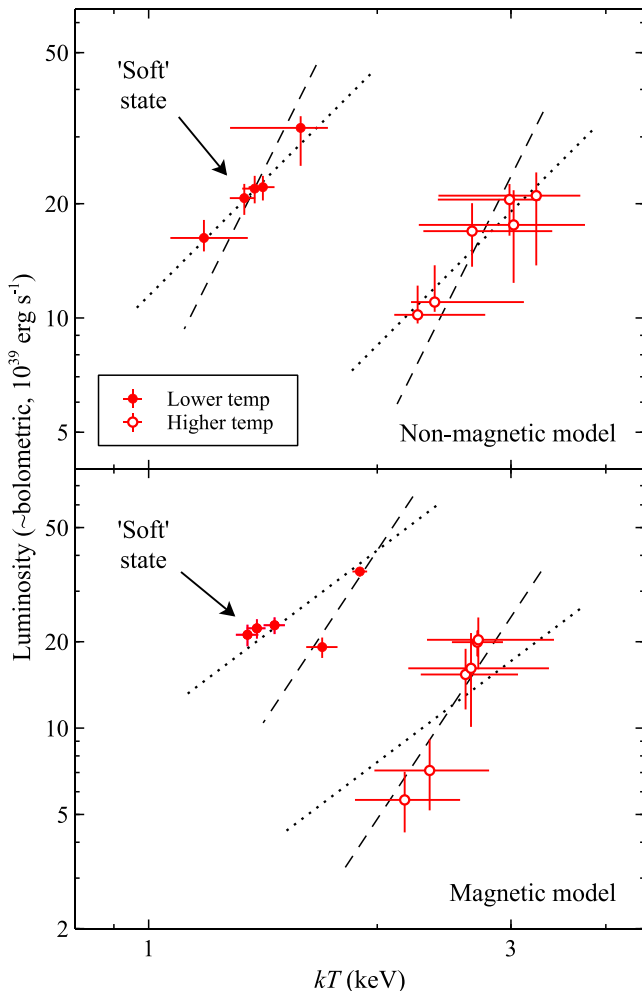 50
'Soft'
state
20
10
Lower temp
Higher temp
5
Non-magnetic model
Luminosity (~bolometric, 10³⁹ erg s⁻¹)
50
'Soft'
state
20
10
5
Magnetic model
2
1
3
kT (keV)